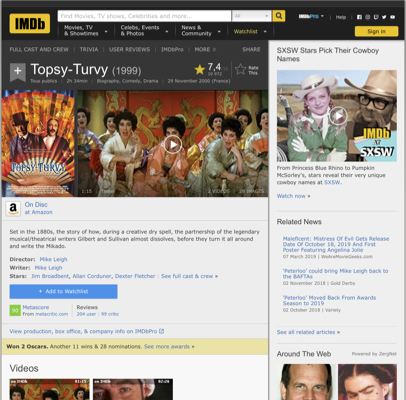 IMDb
Find Movies, TV shows, Celebrities and more...
All
IMDbPro
Help
Movies, TV
& Showtimes
Celebs, Events
& Photos
News &
Community
Watchlist
Sign in
FULL CAST AND CREW | TRIVIA | USER REVIEWS | IMDbPro | MORE
SHARE
Topsy-Turvy (1999)
7,4
Rate
This
Tous publics | 2h 34min | Biography, Comedy, Drama | 29 November 2000 (France)
TOPSY-TURVY
1:15
2 VIDEOS
On Disc
at Amazon
Set in the 1880s, the story of how, during a creative dry spell, the partnership of the legendary
musical/theatrical writers Gilbert and Sullivan almost dissolves, before they turn it all around
and write the Mikado.
Director: Mike Leigh
Writer: Mike Leigh
Stars: Jim Broadbent, Allan Corduner, Dexter Fletcher | See full cast & crew »
+ Add to Watchlist
Metascore
From metacritic.com
Reviews
204 user | 99 critic
View production, box office, & company info on IMDbPro
Won 2 Oscars. Another 11 wins & 28 nominations. See more awards »
Videos
SXSW Stars Pick Their Cowboy
Names
IMDb
at
SXSW
From Princess Blue Rhino to Pumpkin
McSorley's, stars reveal their very
unique cowboy names at SXSW.
Watch now »
Related News
Maleficent: Mistress Of Evil Gets Release
Date Of October 18, 2019 And First
Poster Featuring Angelina Jolie
07 March 2019 | WeAreMovieGeeks.com
'Peterloo' could bring Mike Leigh back to
the BAFTAs
02 November 2018 | Gold Derby
'Peterloo' Moved Back From Awards
Season to 2019
02 October 2018 | Variety
See all related articles »
Around The Web
Powered by ZergNet